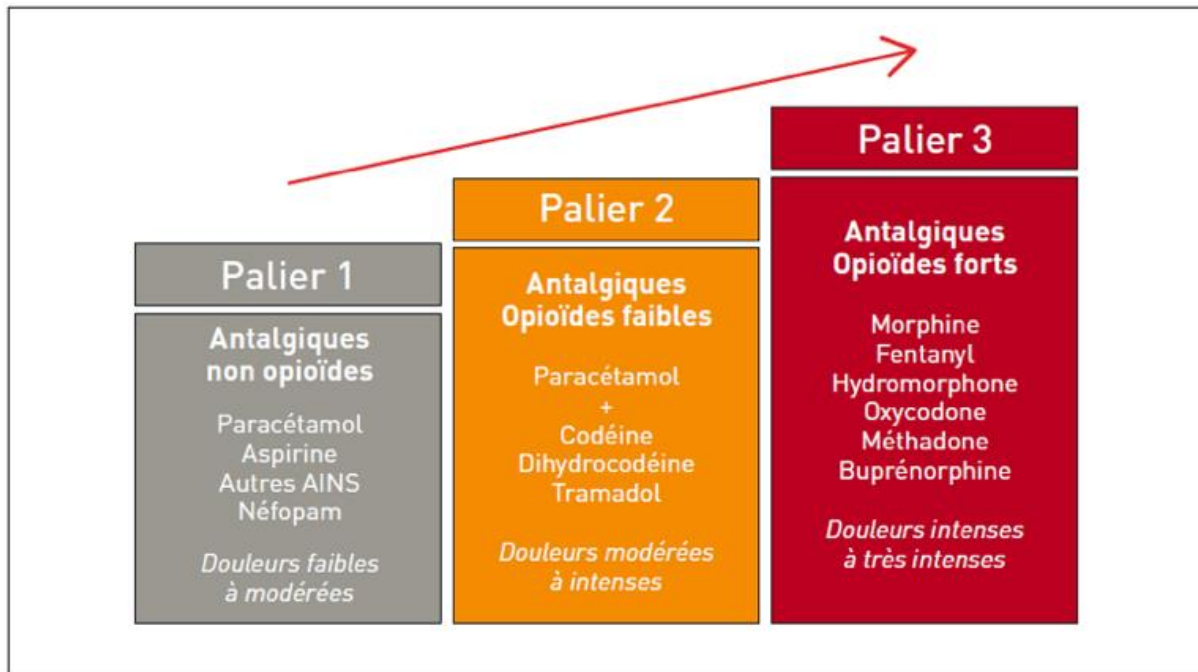 Palier 1
Antalgiques
non opioïdes
Paracétamol
Aspirine
Autres AINS
Néfopam
Douleurs faibles
à modérées
Palier 2
Antalgiques
Opioïdes faibles
Paracétamol
+
Codéine
Dihydrocodéine
Tramadol
Douleurs modérées
à intenses
Palier 3
Antalgiques
Opioïdes forts
Morphine
Fentanyl
Hydromorphone
Oxycodone
Méthadone
Buprénorphine
Douleurs intenses
à très intenses